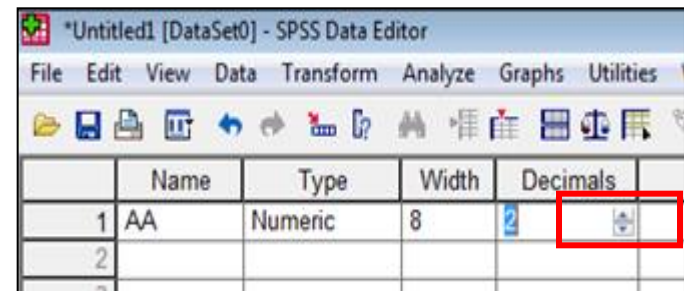 *Untitled1 [DataSet0] - SPSS Data Editor
File Edit View Data Transform Analyze Graphs Utilities
Name Type Width Decimals
1 AA Numeric 8 2
2